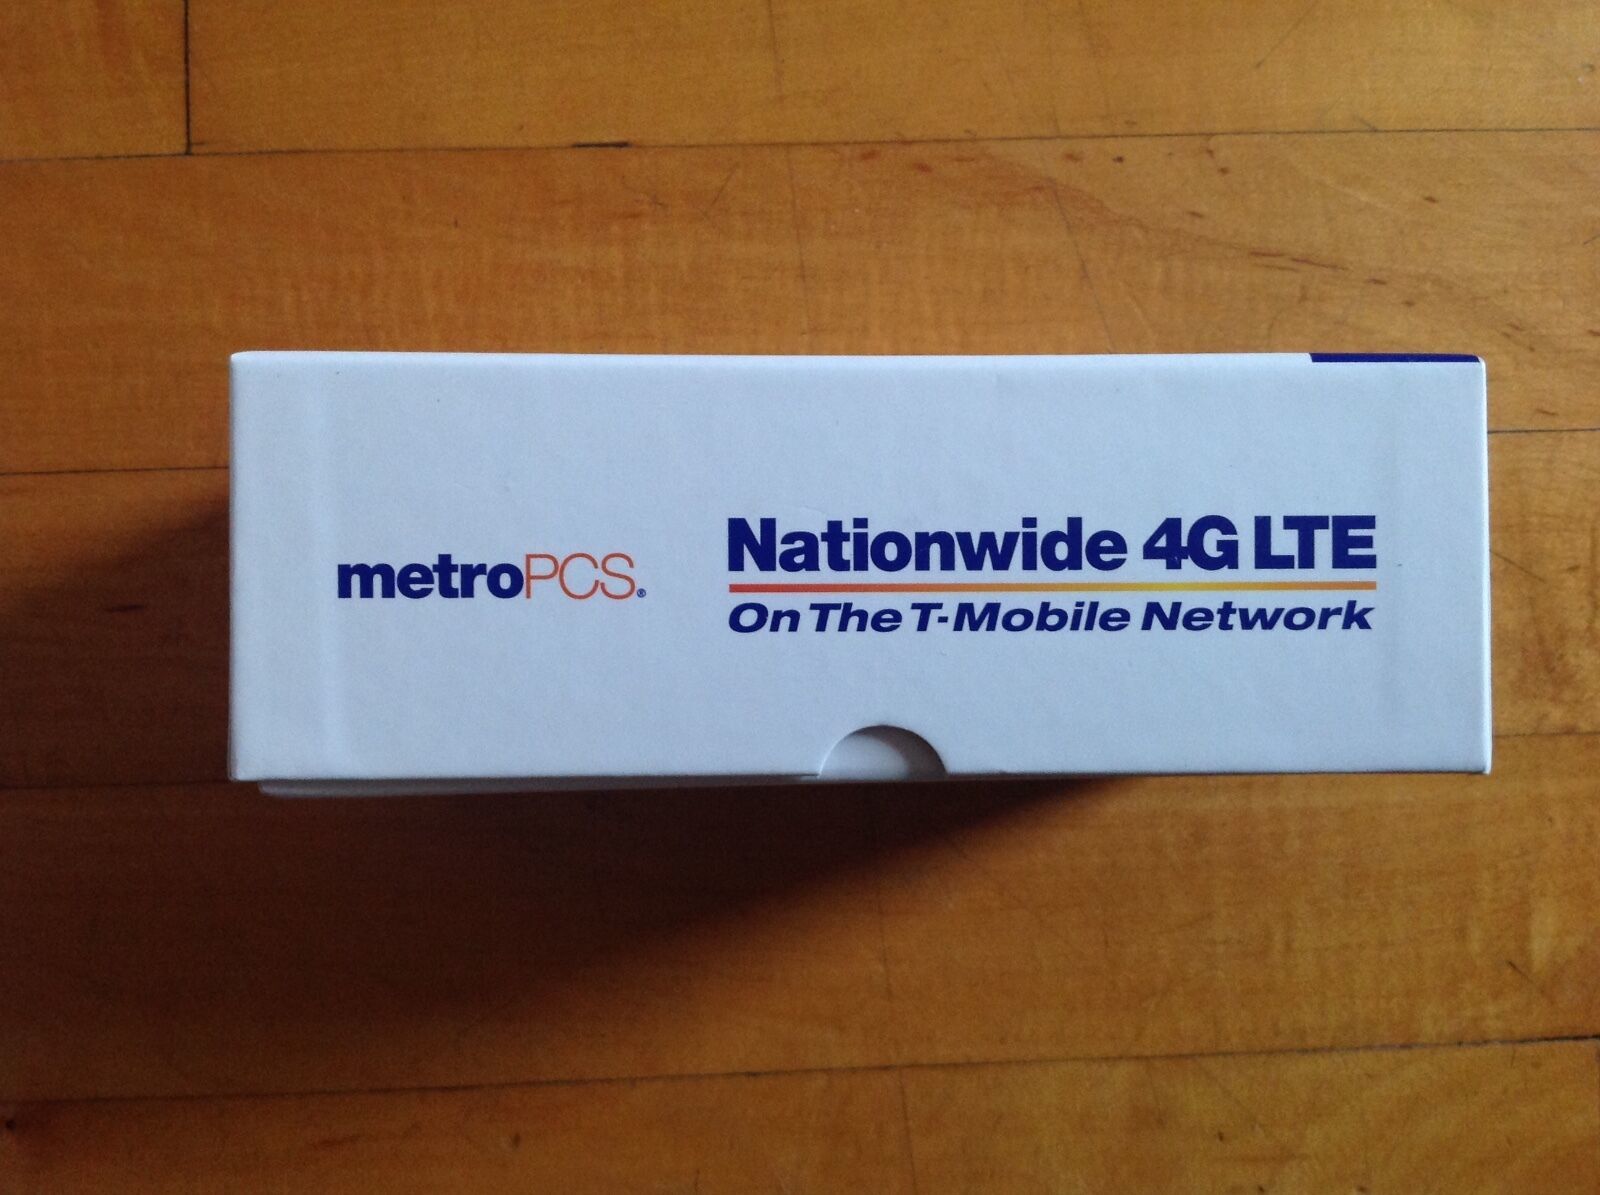 metroPCS®
Nationwide 4G LTE
On The T-Mobile Network